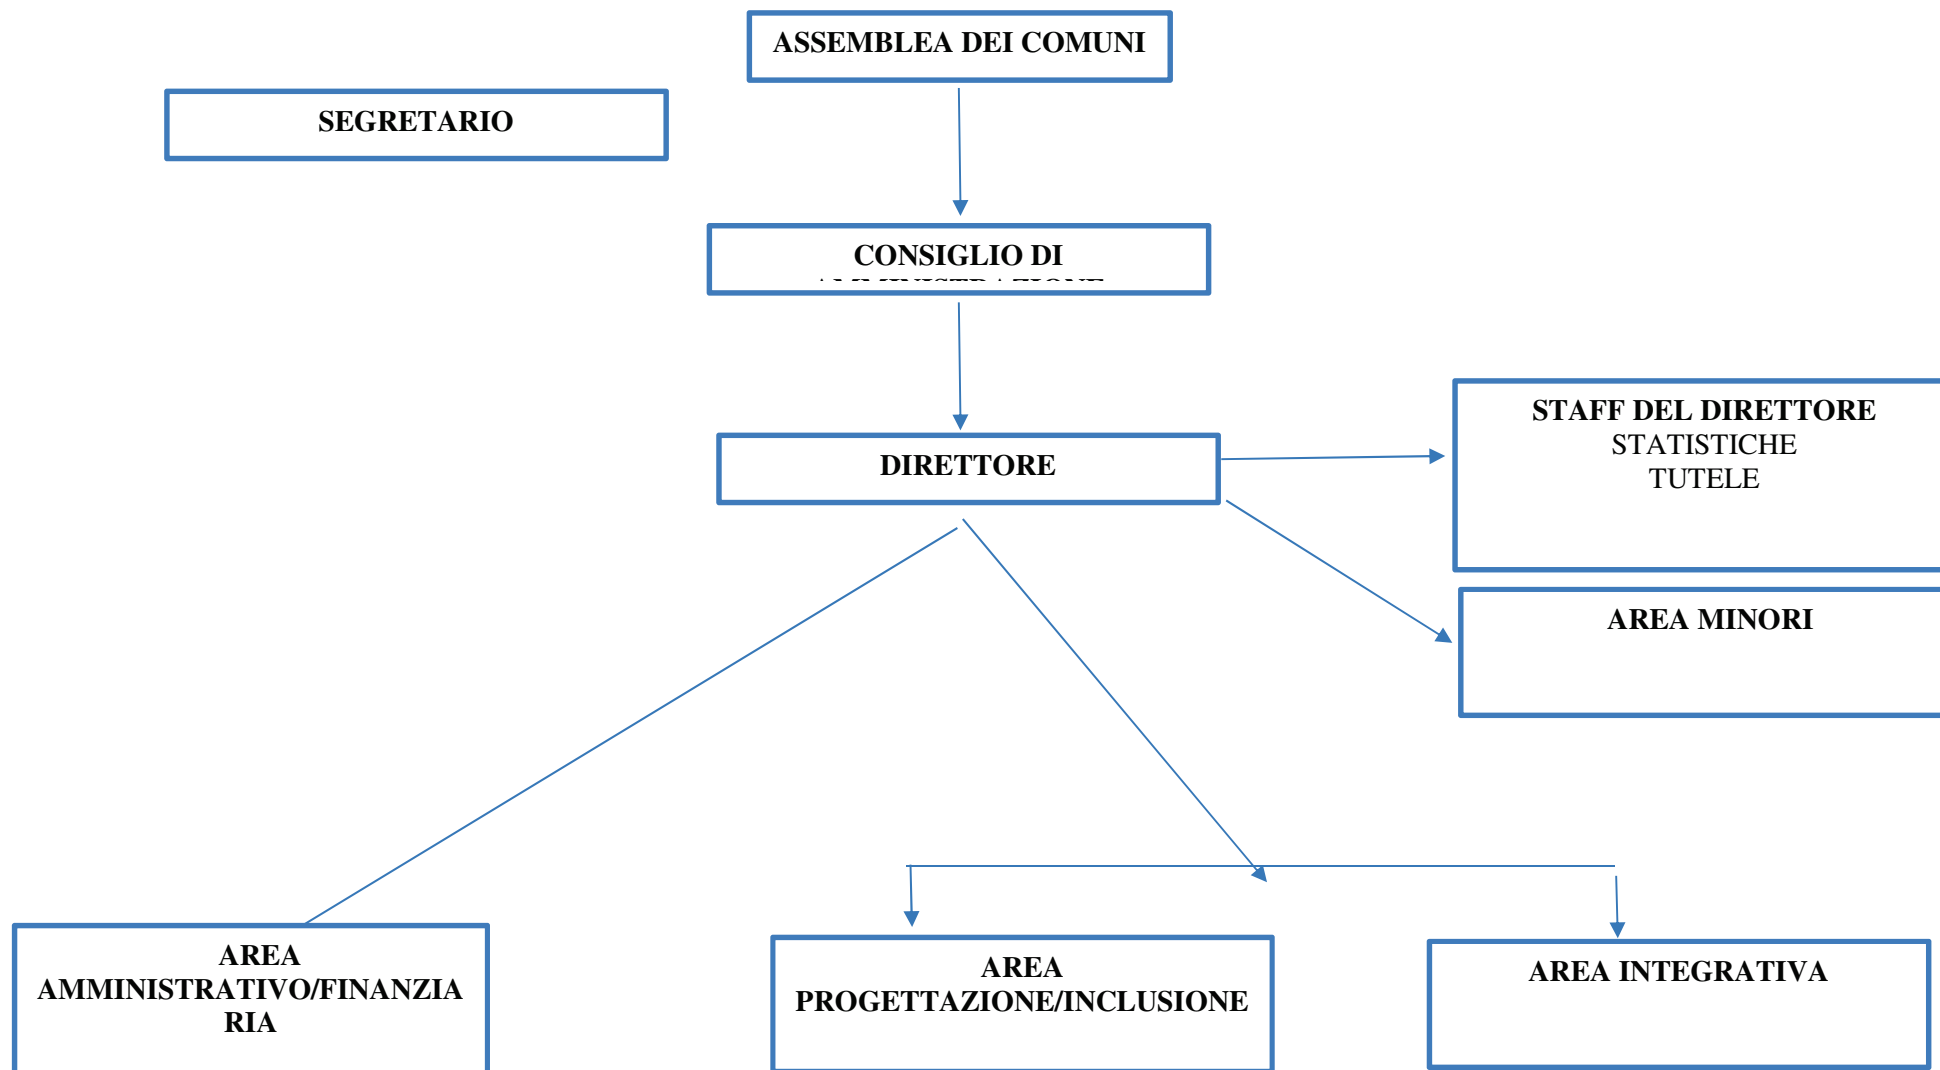 ASSEMBLEA DEI COMUNI
SEGRETARIO
CONSIGLIO DI
AMMINISTRAZIONE
DIRETTORE
STAFF DEL DIRETTORE
STATISTICHE
TUTELE
AREA MINORI
AREA
AMMINISTRATIVO/FINANZIA
RIA
AREA
PROGETTAZIONE/INCLUSIONE
AREA INTEGRATIVA